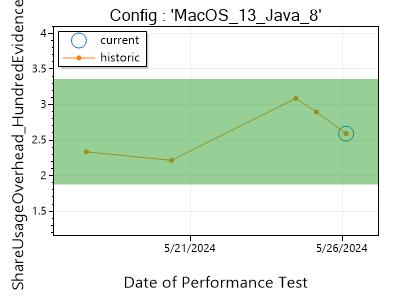 Config : 'MacOS_13_Java_8'
current
historic
ShareUsageOverhead_HundredEvidence
4
3.5
3
2.5
2
1.5
5/21/2024
5/26/2024
Date of Performance Test